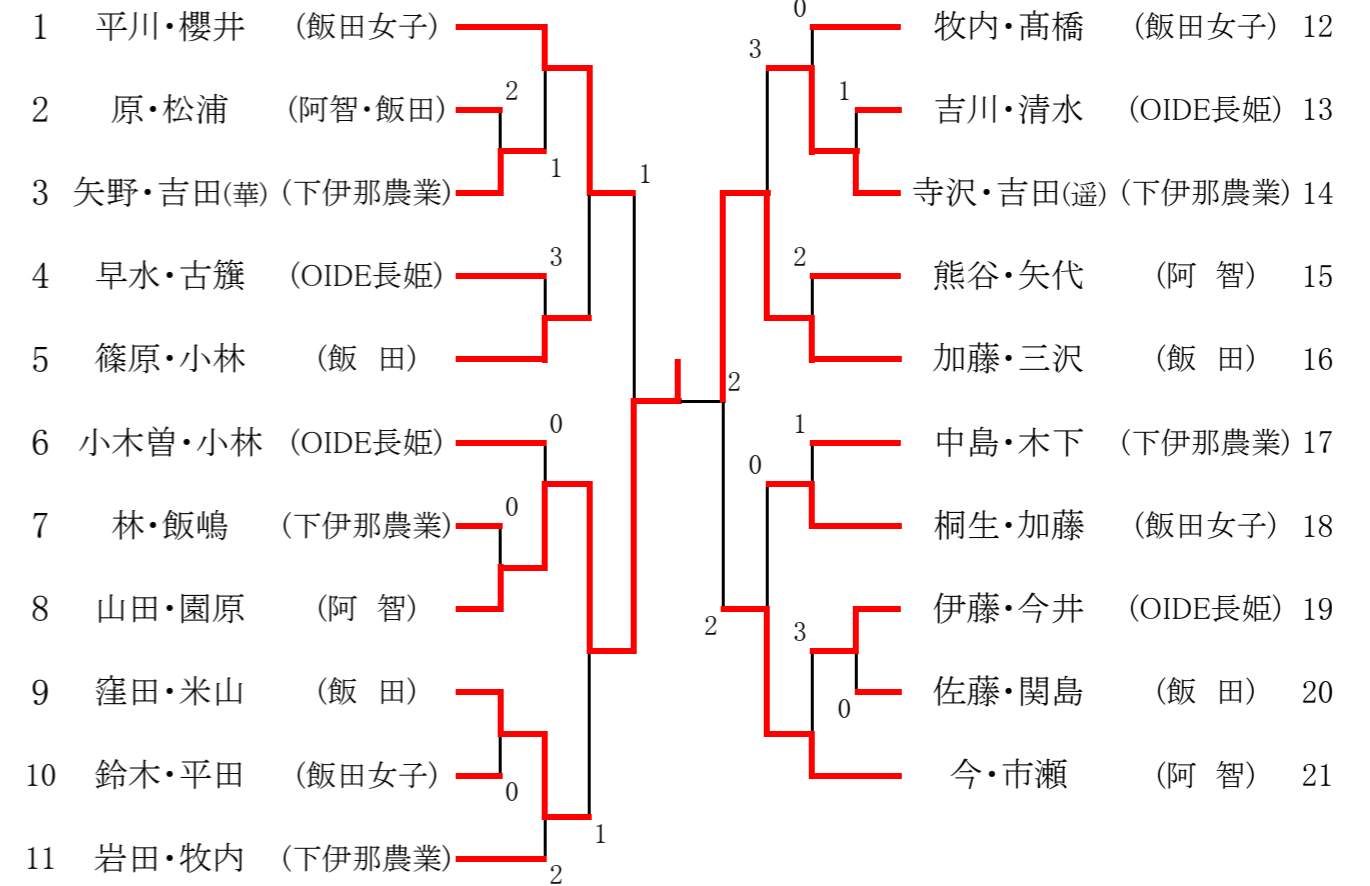 1 平川・櫻井 (飯田女子)
2 原・松浦 (阿智・飯田)
3 矢野・吉田(華) (下伊那農業)
4 早水・古籏 (OIDE長姫)
5 篠原・小林 (飯 田)
6 小木曽・小林 (OIDE長姫)
7 林・飯嶋 (下伊那農業)
8 山田・園原 (阿 智)
9 窪田・米山 (飯 田)
10 鈴木・平田 (飯田女子)
11 岩田・牧内 (下伊那農業)
2
1
3
1
0
0
0
1
2
0
3
1
2
2
1
0
2
3
0
牧内・髙橋 (飯田女子) 12
吉川・清水 (OIDE長姫) 13
寺沢・吉田(遥) (下伊那農業) 14
熊谷・矢代 (阿 智) 15
加藤・三沢 (飯 田) 16
中島・木下 (下伊那農業) 17
桐生・加藤 (飯田女子) 18
伊藤・今井 (OIDE長姫) 19
佐藤・関島 (飯 田) 20
今・市瀬 (阿 智) 21